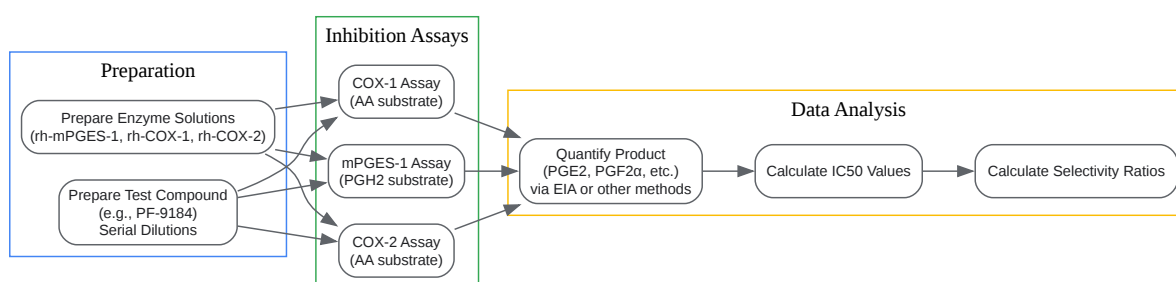 Preparation
Prepare Enzyme Solutions
(rh-mPGES-1, rh-COX-1, rh-COX-2)
Prepare Test Compound
(e.g., PF-9184)
Serial Dilutions
Inhibition Assays
COX-1 Assay
(AA substrate)
mPGES-1 Assay
(PGH2 substrate)
COX-2 Assay
(AA substrate)
Data Analysis
Quantify Product
(PGE2, PGF2α, etc.)
via EIA or other methods
Calculate IC50 Values
Calculate Selectivity Ratios